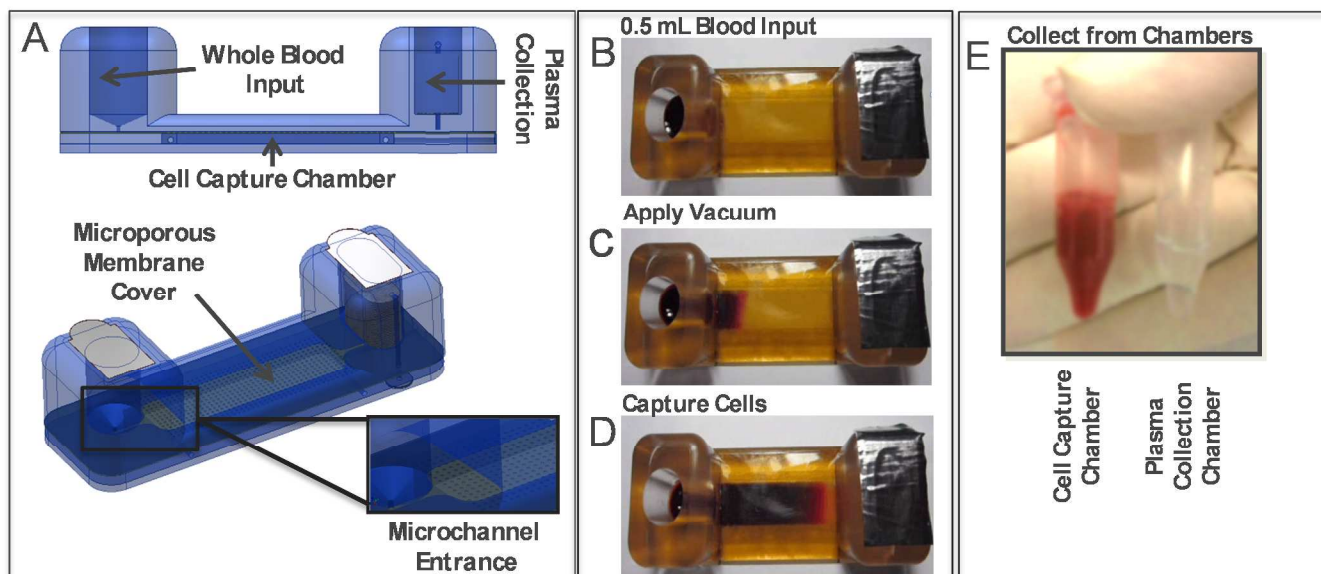 A
Whole Blood
Input
Plasma
Collection
Cell Capture Chamber
Microporous
Membrane
Cover
Microchannel
Entrance
0.5 mL Blood Input
B
Apply Vacuum
C
Capture Cells
D
E
Collect from Chambers
Cell Capture
Chamber
Plasma
Collection
Chamber